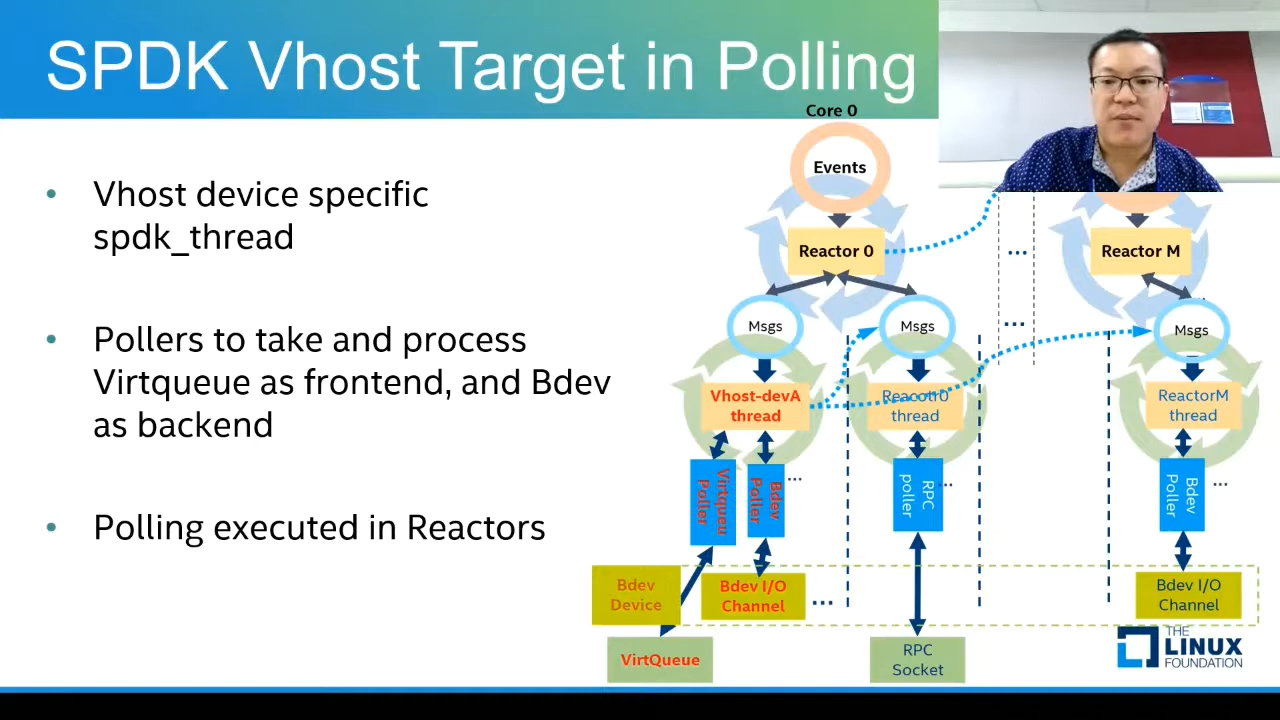 SPDK Vhost Target in Polling
• Vhost device specific
spdk_thread
• Pollers to take and process
Virtqueue as frontend, and Bdev
as backend
• Polling executed in Reactors
Core 0
Events
Reactor 0
...
Reactor M
Msgs
Msgs
...
Msgs
...
Vhost-devA
thread
thread
ReactorM
thread
Virtqueu
Poller
Bdev
Poller
...
RPC
poller
...
Bdev
Poller
...
Bdev
Device
Bdev I/O
Channel
...
Bdev I/O
Channel
VirtQueue
RPC
Socket
THE
LINUX
FOUNDATION